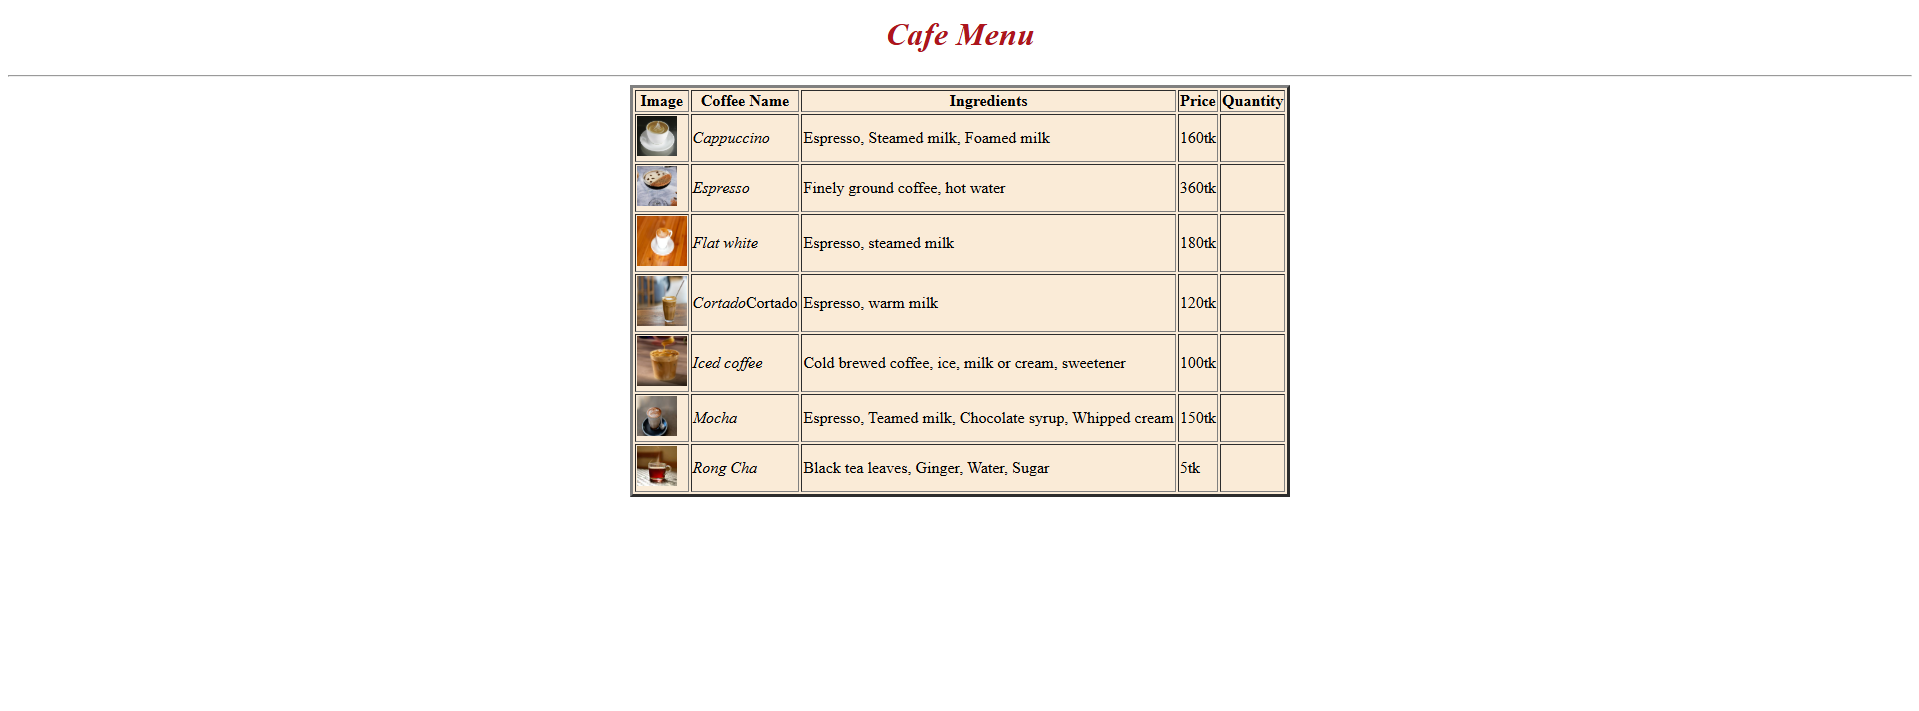 Cafe Menu
Image Coffee Name Ingredients Price Quantity
Cappuccino Espresso, Steamed milk, Foamed milk 160tk
Espresso Finely ground coffee, hot water 360tk
Flat white Espresso, steamed milk 180tk
CortadoCortado Espresso, warm milk 120tk
Iced coffee Cold brewed coffee, ice, milk or cream, sweetener 100tk
Mocha Espresso, Teamed milk, Chocolate syrup, Whipped cream 150tk
Rong Cha Black tea leaves, Ginger, Water, Sugar 5tk